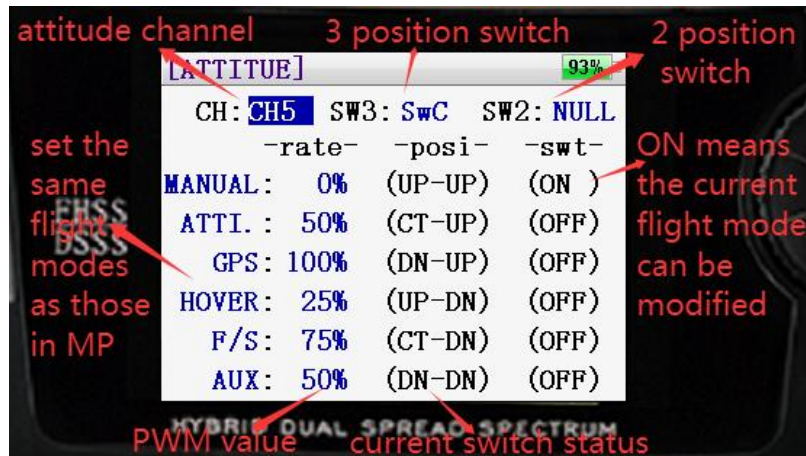 attitude channel
3 position switch
2 position switch
[ATTITUE] 93%
CH: CH5 SW3: SwC SW2: NULL
-rate- -posi- -swt-
MANUAL: 0% (UP-UP) (ON )
ATTI.: 50% (CT-UP) (OFF)
GPS: 100% (DN-UP) (OFF)
HOVER: 25% (UP-DN) (OFF)
F/S: 75% (CT-DN) (OFF)
AUX: 50% (DN-DN) (OFF)
set the
same
flight
modes
as those
in MP
FHSS
DSSS
ON means
the current
flight mode
can be
modified
HYBRID DUAL SPREAD SPECTRUM
PWM value
current switch status